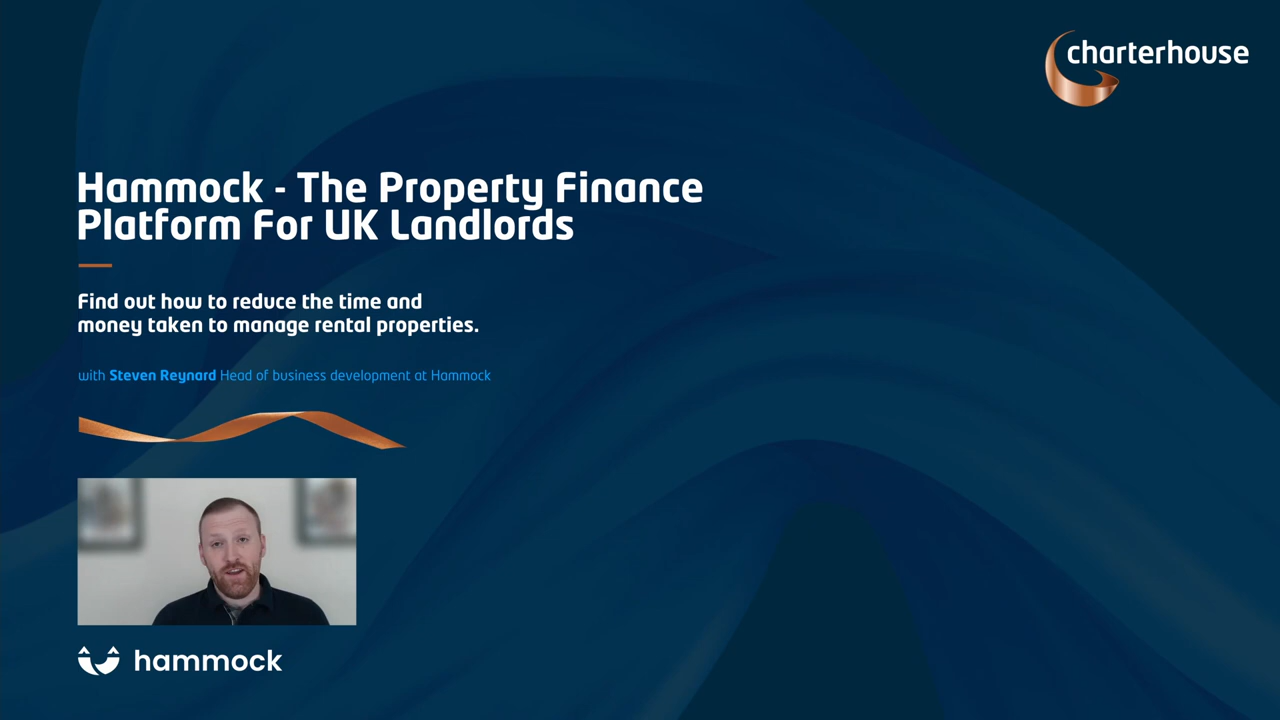 charterhouse
Hammock - The Property Finance
Platform For UK Landlords
Find out how to reduce the time and
money taken to manage rental properties.
with Steven Reynard Head of business development at Hammock
hammock